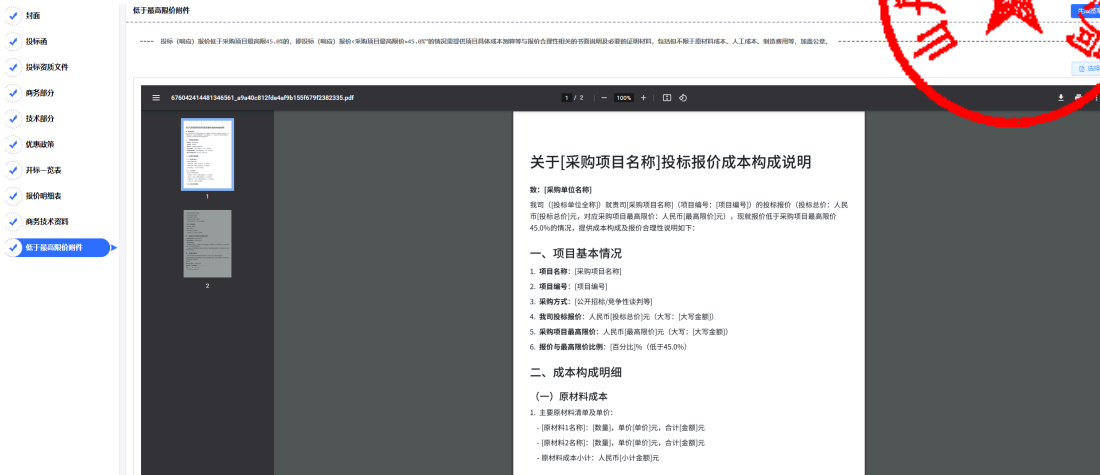 封面
投标函
投标资质文件
商务部分
技术部分
优惠政策
开标一览表
报价明细表
商务技术资料
低于最高限价附件
低于最高限价附件
投标（响应）报价低于采购项目最高限45.0%的，即投标（响应）报价<采购项目最高限价×45.0%"的情况需提供项目具体成本测算等与报价合理性相关的书面说明及必要的证明材料，包括但不限于原材料成本、人工成本、制造费用等，加盖公章。
选择
676042414481346561_a9a40c812fde4af9b155f679f2382335.pdf
1 / 2
100%
1
2
关于[采购项目名称]投标报价成本构成说明
致：[采购单位名称]
我司（[投标单位全称]）就贵司[采购项目名称]（项目编号：[项目编号]）的投标报价（投标总价：人民
币[投标总价]元，对应采购项目最高限价：人民币[最高限价]元），现就报价低于采购项目最高限价
45.0%的情况，提供成本构成及报价合理性说明如下：
一、项目基本情况
1. 项目名称：[采购项目名称]
2. 项目编号：[项目编号]
3. 采购方式：[公开招标/竞争性谈判等]
4. 我司投标报价：人民币[投标总价]元（大写：[大写金额]）
5. 采购项目最高限价：人民币[最高限价]元（大写：[大写金额]）
6. 报价与最高限价比例：[百分比]%（低于45.0%）
二、成本构成明细
（一）原材料成本
1. 主要原材料清单及单价：
- [原材料1名称]：[数量]，单价[单价]元，合计[金额]元
- [原材料2名称]：[数量]，单价[单价]元，合计[金额]元
- 原材料成本小计：人民币[小计金额]元